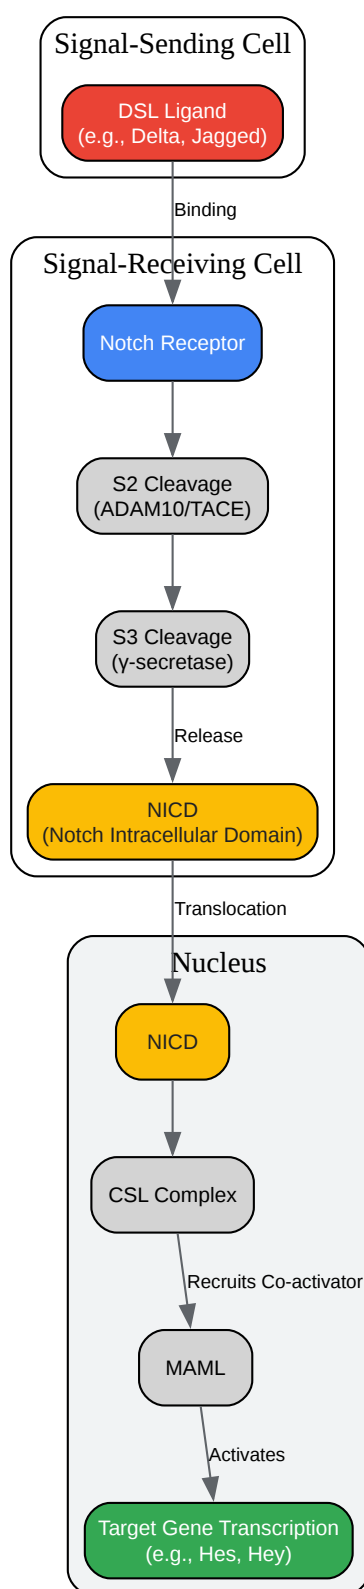 Signal-Sending Cell
DSL Ligand
(e.g., Delta, Jagged)
Binding
Signal-Receiving Cell
Notch Receptor
S2 Cleavage
(ADAM10/TACE)
S3 Cleavage
(γ-secretase)
Release
NICD
(Notch Intracellular Domain)
Translocation
Nucleus
NICD
CSL Complex
Recruits Co-activator
MAML
Activates
Target Gene Transcription
(e.g., Hes, Hey)